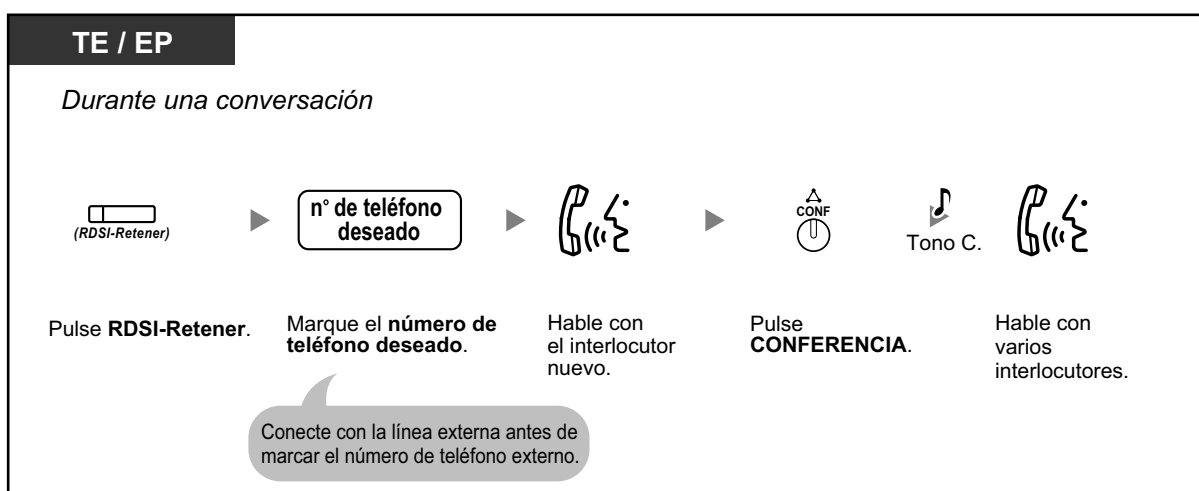 TE / EP
Durante una conversación
(RDSI-Retener)
n° de teléfono
deseado
CONF
Tono C.
Pulse RDSI-Retener.
Marque el número de
teléfono deseado.
Hable con
el interlocutor
nuevo.
Pulse
CONFERENCIA.
Hable con
varios
interlocutores.
Conecte con la línea externa antes de
marcar el número de teléfono externo.